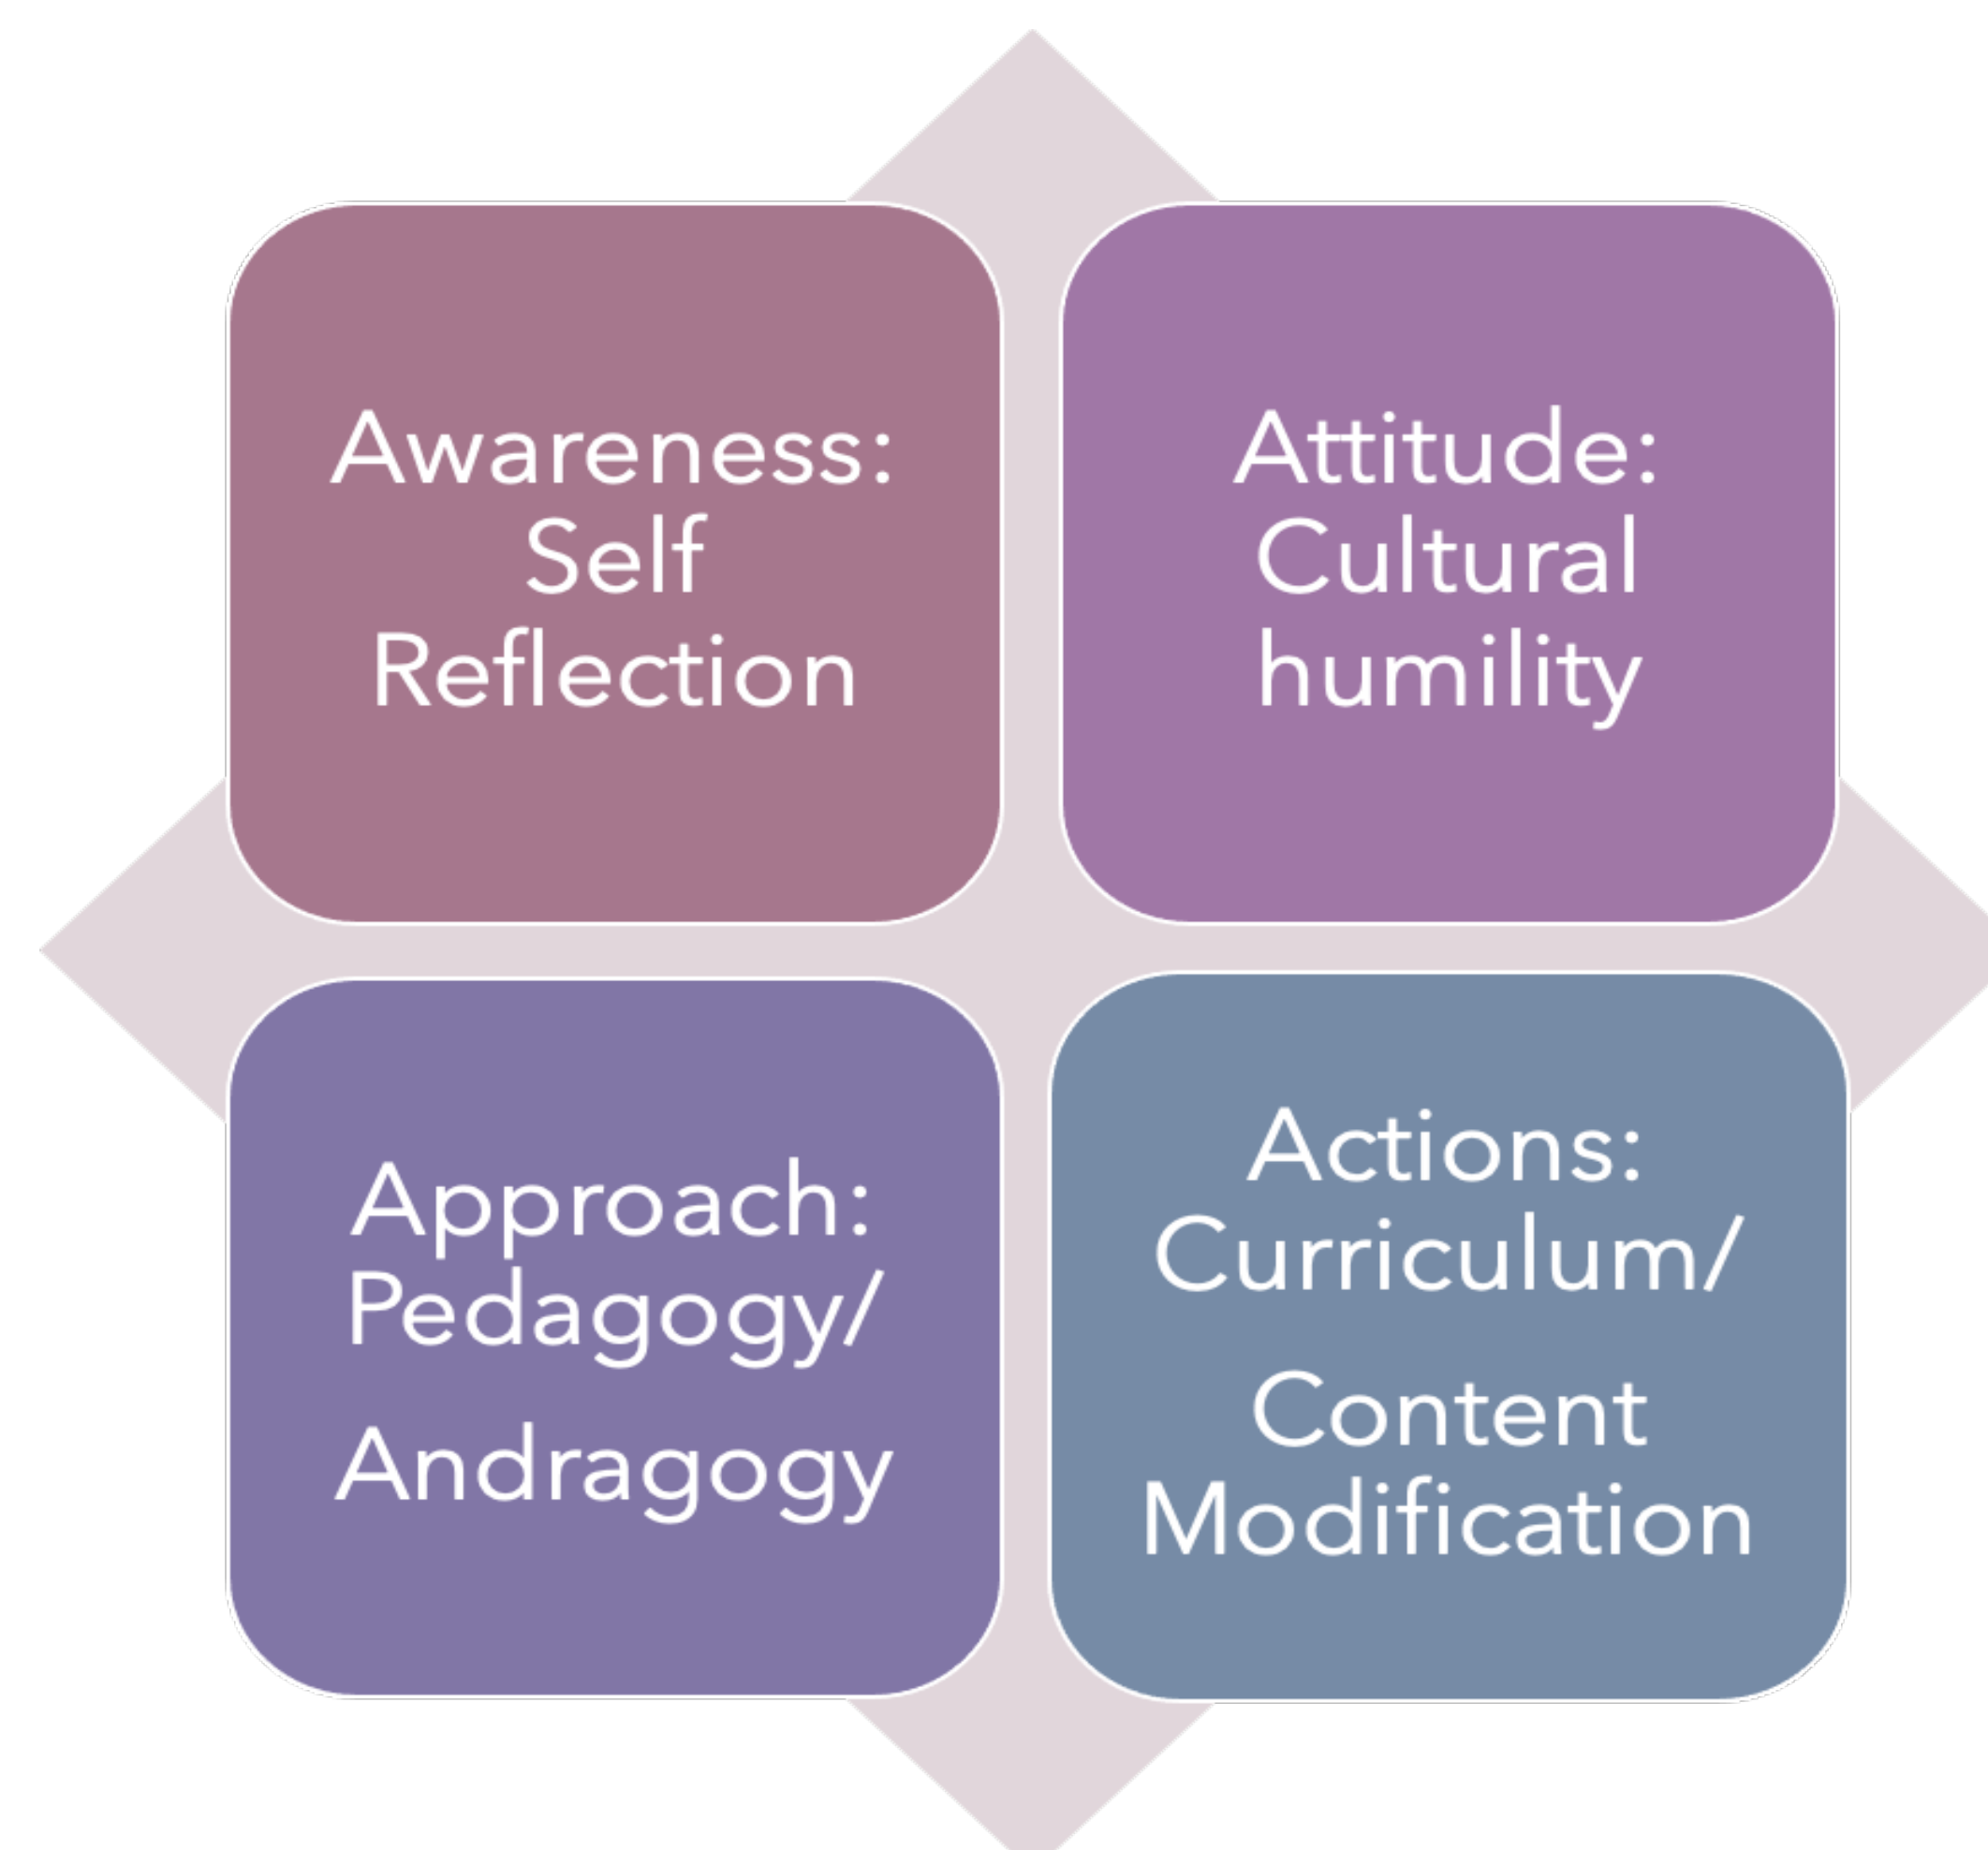 Awareness:
Self
Reflection
Attitude:
Cultural
humility
Approach:
Pedagogy/
Andragogy
Actions:
Curriculum/
Content
Modification